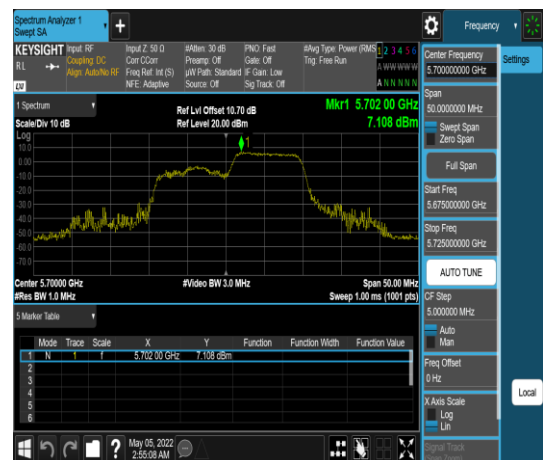 Spectrum Analyzer 1
Swept SA
+
Frequency
KEYSIGHT
RL
Input: RF
Coupling: DC
Align: Auto/No RF
Input Z: 50 Ω
Corr CCorr
Freq Ref: Int (S)
NFE: Adaptive
#Atten: 30 dB
Preamp: Off
µW Path: Standard
Source: Off
PNO: Fast
Gate: Off
IF Gain: Low
Sig Track: Off
#Avg Type: Power (RMS
Trig: Free Run
1 2 3 4 5 6
A W W W W W
A N N N N N
LXI
1 Spectrum
Scale/Div 10 dB
Ref Lvl Offset 10.70 dB
Ref Level 20.00 dBm
Mkr1 5.702 00 GHz
7.108 dBm
Log
10.0
0.00
-10.0
-20.0
-30.0
-40.0
-50.0
-60.0
-70.0
1
Center 5.70000 GHz
#Res BW 1.0 MHz
#Video BW 3.0 MHz
Span 50.00 MHz
Sweep 1.00 ms (1001 pts)
5 Marker Table
Mode Trace Scale X Y Function Function Width Function Value
1 N 1 f 5.702 00 GHz 7.108 dBm
2
3
4
5
6
May 05, 2022
2:55:08 AM
Center Frequency
5.700000000 GHz
Span
50.0000000 MHz
Swept Span
Zero Span
Full Span
Start Freq
5.675000000 GHz
Stop Freq
5.725000000 GHz
AUTO TUNE
CF Step
5.000000 MHz
Auto
Man
Freq Offset
0 Hz
X Axis Scale
Log
Lin
Signal Track
(Span Zoom)
Settings
Local